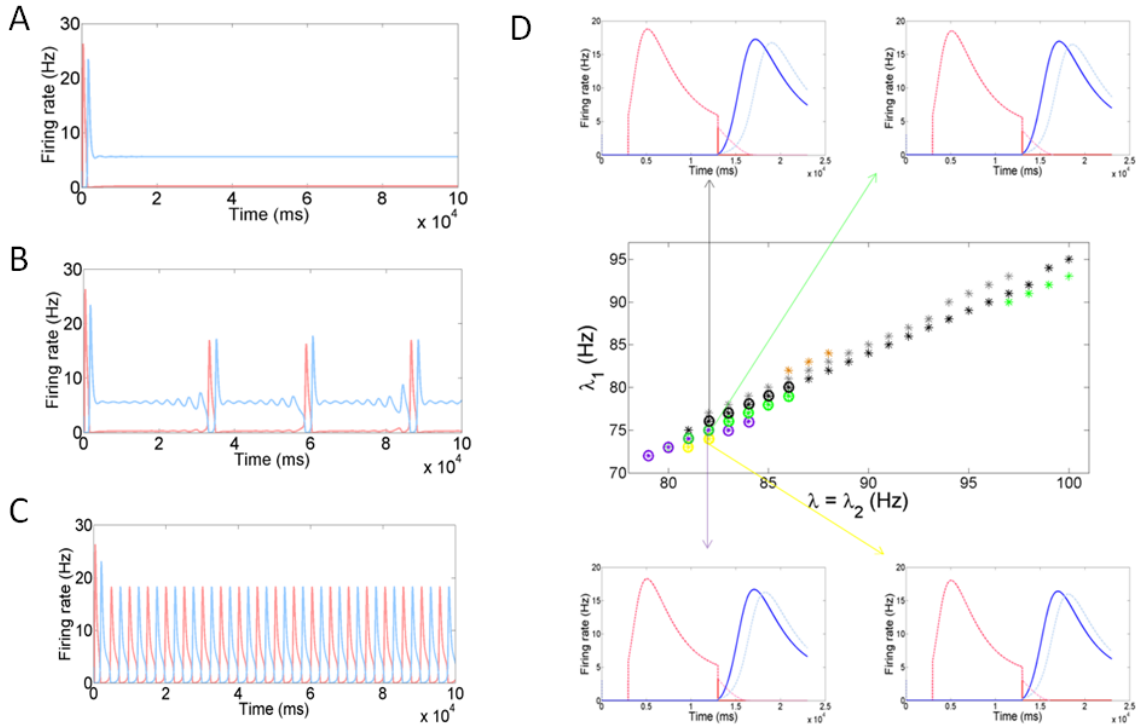 A
30
20
10
0
Firing rate (Hz)
0 2 4 6 8 10
Time (ms)
x 10^4
B
30
20
10
0
Firing rate (Hz)
0 2 4 6 8 10
Time (ms)
x 10^4
C
30
20
10
0
Firing rate (Hz)
0 2 4 6 8 10
Time (ms)
x 10^4
D
20
15
10
5
0
Firing rate (Hz)
0 0.5 1 1.5 2 2.5
Time (ms)
x 10^4
20
15
10
5
0
Firing rate (Hz)
0 0.5 1 1.5 2 2.5
Time (ms)
x 10^4
95
90
85
80
75
70
λ₁ (Hz)
80 85 90 95 100
λ = λ₂ (Hz)
20
15
10
5
0
Firing rate (Hz)
0 0.5 1 1.5 2 2.5
Time (ms)
x 10^4
20
15
10
5
0
Firing rate (Hz)
0 0.5 1 1.5 2 2.5
Time (ms)
x 10^4